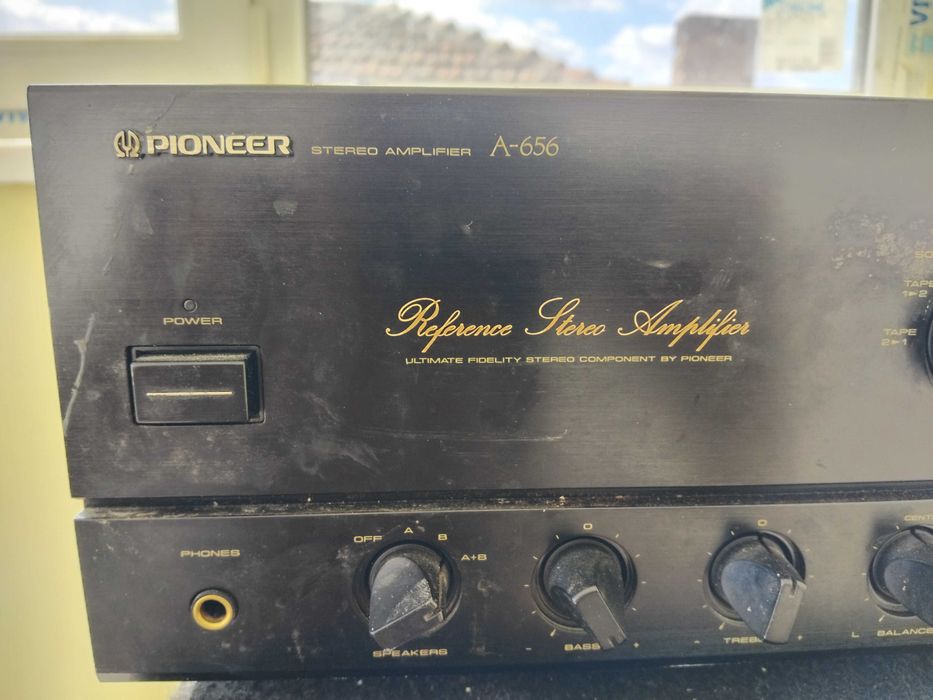 PIONEER STEREO AMPLIFIER A-656
POWER
Reference Stereo Amplifier
ULTIMATE FIDELITY STEREO COMPONENT BY PIONEER
TAPE
1►2
TAPE
2►1
PHONES
OFF A B A+B
SPEAKERS
0
- BASS
0
- TREB +
L BALANCE